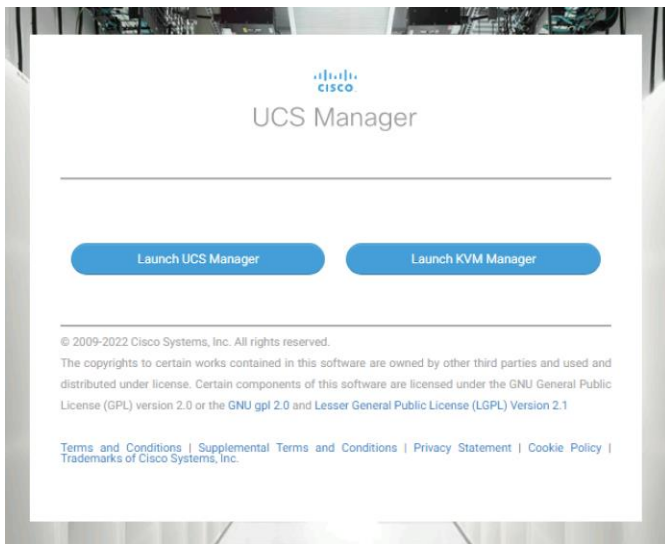 CISCO
UCS Manager
Launch UCS Manager
Launch KVM Manager
© 2009-2022 Cisco Systems, Inc. All rights reserved.
The copyrights to certain works contained in this software are owned by other third parties and used and
distributed under license. Certain components of this software are licensed under the GNU General Public
License (GPL) version 2.0 or the GNU gpl 2.0 and Lesser General Public License (LGPL) Version 2.1
Terms and Conditions | Supplemental Terms and Conditions | Privacy Statement | Cookie Policy |
Trademarks of Cisco Systems, Inc.